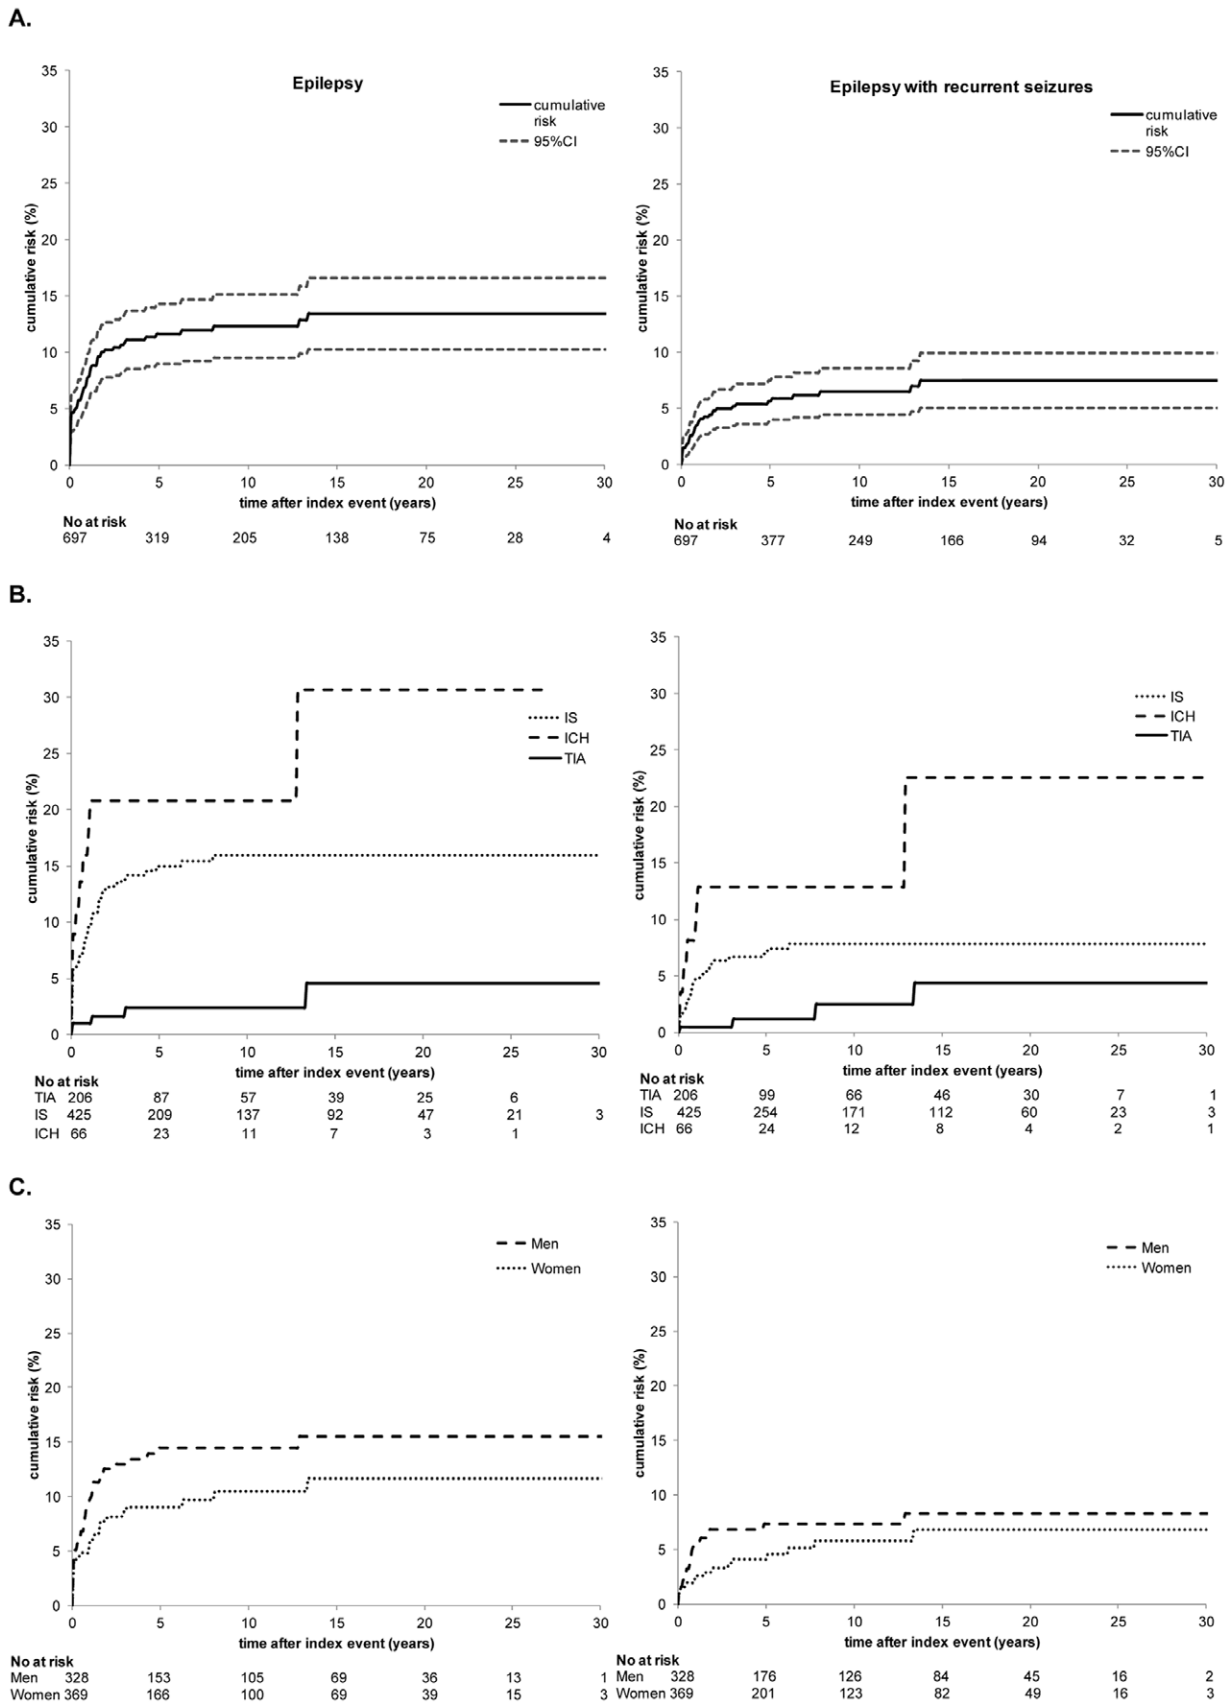 A.
Epilepsy
cumulative
risk
95%CI
35
30
25
20
15
10
5
0
cumulative risk (%)
0 5 10 15 20 25 30
time after index event (years)
No at risk
697 319 205 138 75 28 4
Epilepsy with recurrent seizures
cumulative
risk
95%CI
35
30
25
20
15
10
5
0
cumulative risk (%)
0 5 10 15 20 25 30
time after index event (years)
No at risk
697 377 249 166 94 32 5
B.
35
30
25
20
15
10
5
0
cumulative risk (%)
IS
ICH
TIA
0 5 10 15 20 25 30
time after index event (years)
No at risk
TIA 206 87 57 39 25 6
IS 425 209 137 92 47 21 3
ICH 66 23 11 7 3 1
35
30
25
20
15
10
5
0
cumulative risk (%)
IS
ICH
TIA
0 5 10 15 20 25 30
time after index event (years)
No at risk
TIA 206 99 66 46 30 7 1
IS 425 254 171 112 60 23 3
ICH 66 24 12 8 4 2 1
C.
35
30
25
20
15
10
5
0
cumulative risk (%)
Men
Women
0 5 10 15 20 25 30
time after index event (years)
No at risk
Men 328 153 105 69 36 13 1
Women 369 166 100 69 39 15 3
35
30
25
20
15
10
5
0
cumulative risk (%)
Men
Women
0 5 10 15 20 25 30
time after index event (years)
No at risk
Men 328 176 126 84 45 16 2
Women 369 201 123 82 49 16 3